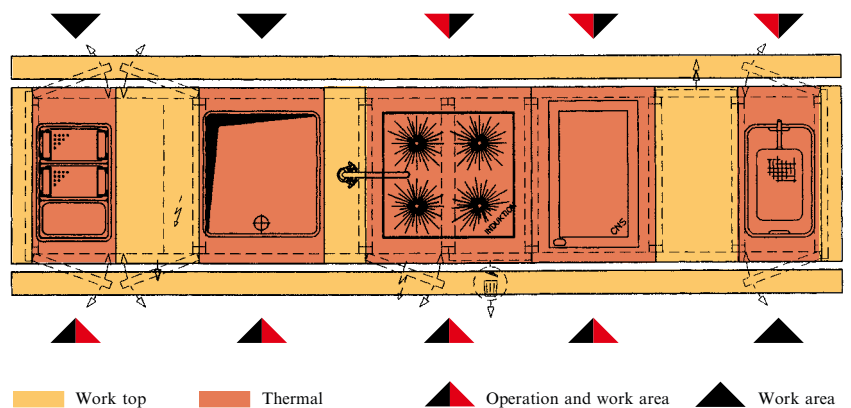 INDUKTION
CNS
Work top
Thermal
Operation and work area
Work area